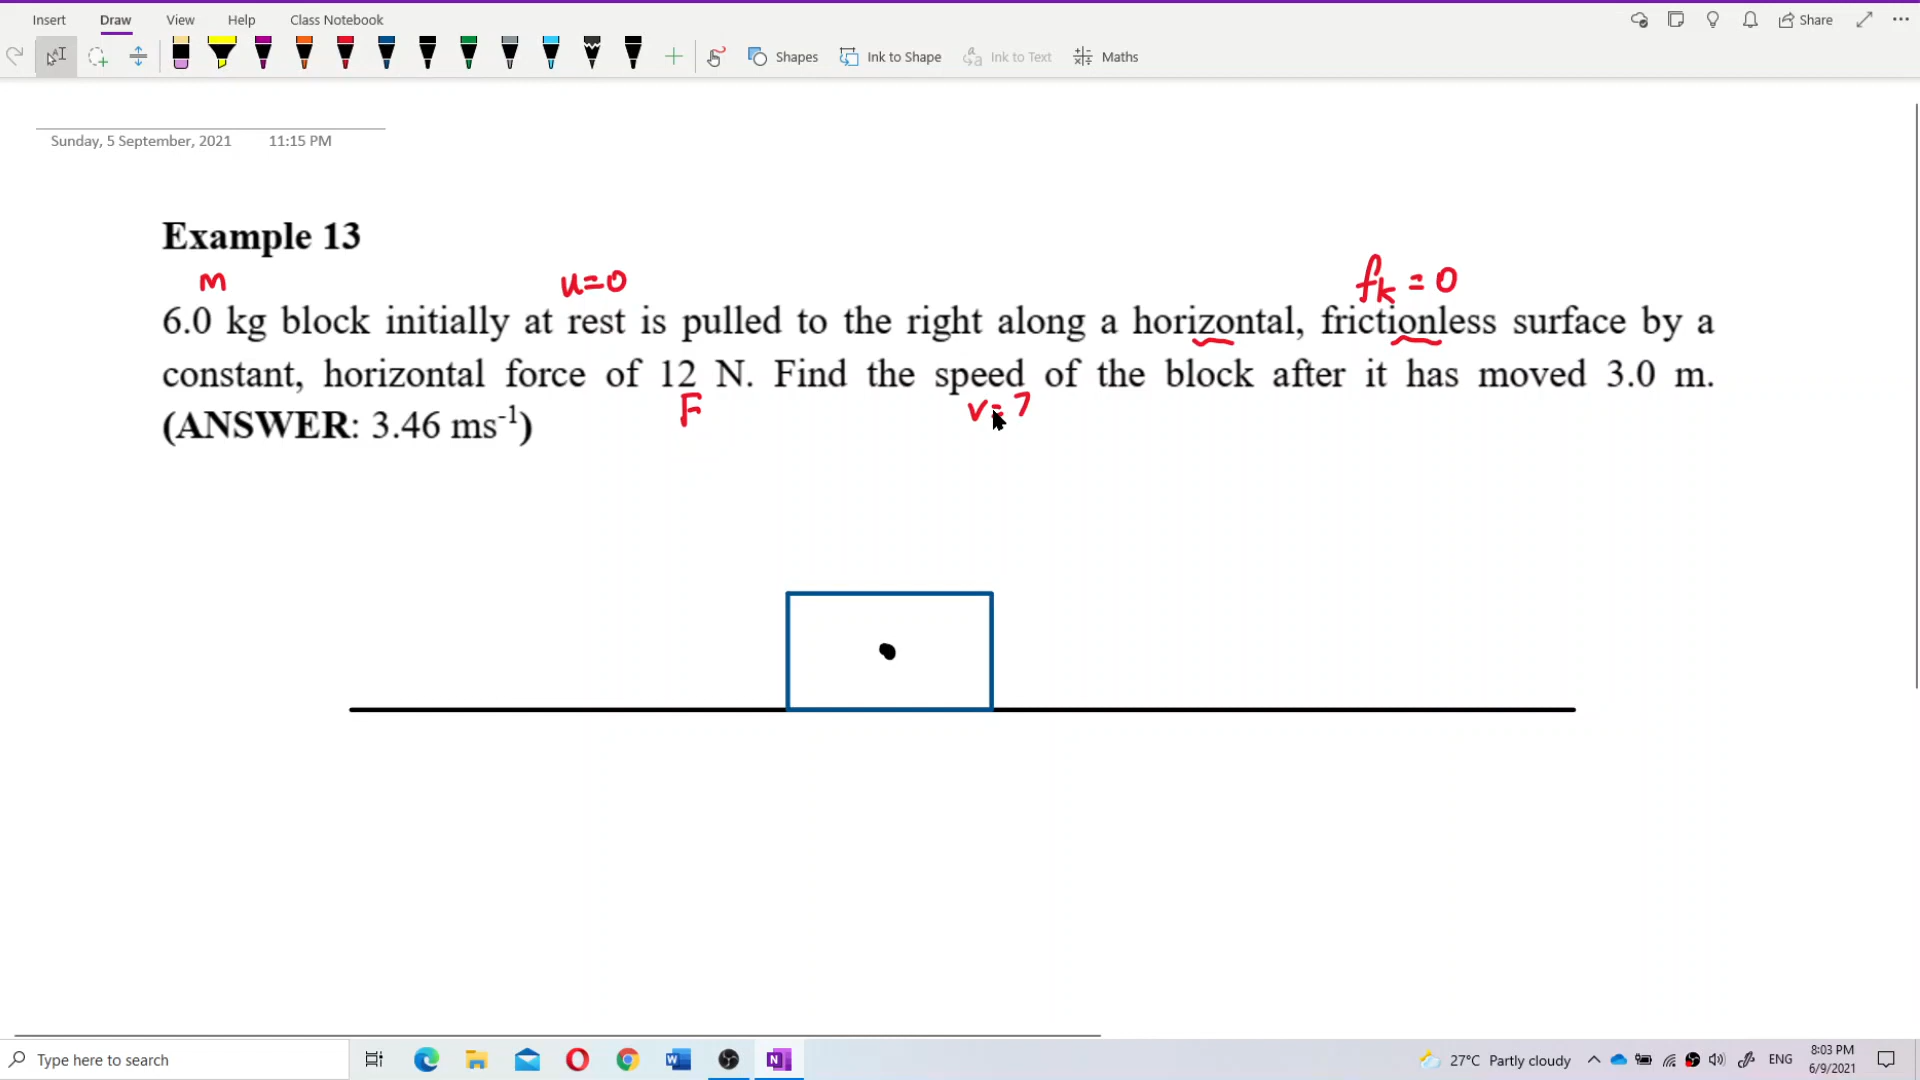 Insert Draw View Help Class Notebook Share
Shapes Ink to Shape Ink to Text Maths
Sunday, 5 September, 2021 11:15 PM
Example 13
m u=0 fk = 0
6.0 kg block initially at rest is pulled to the right along a horizontal, frictionless surface by a
constant, horizontal force of 12 N. Find the speed of the block after it has moved 3.0 m.
F v=?
(ANSWER: 3.46 ms-1)
Type here to search 27°C Partly cloudy ENG 8:03 PM
6/9/2021